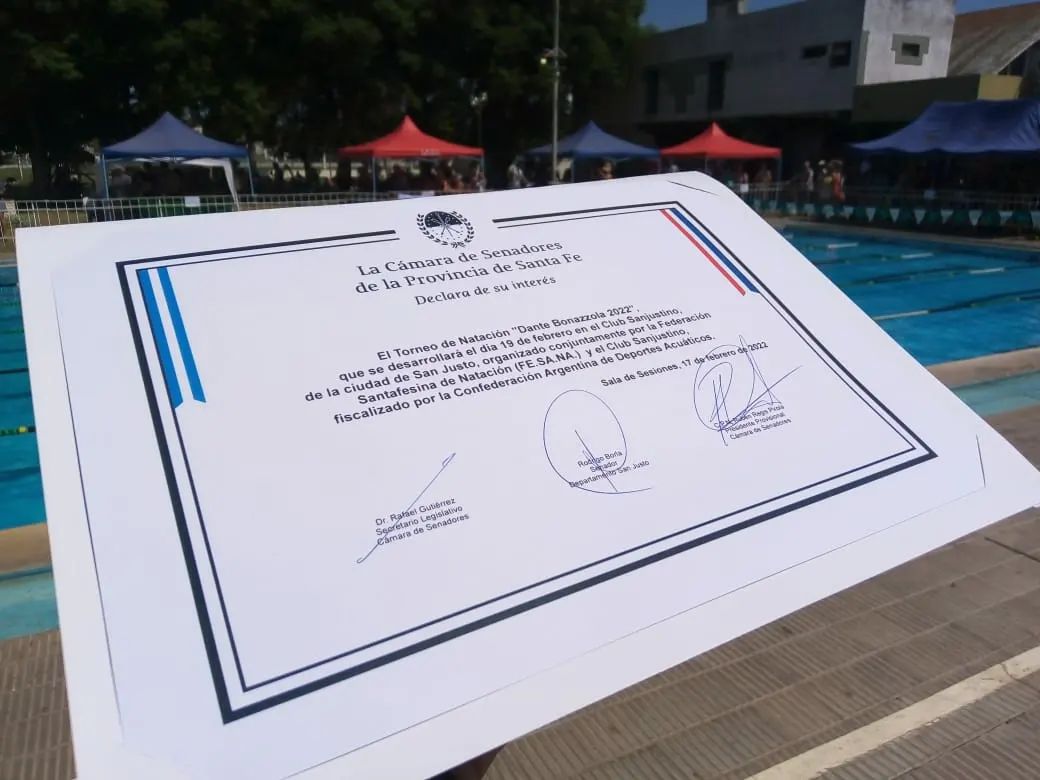 La Cámara de Senadores
de la Provincia de Santa Fe
Declara de su interés
El Torneo de Natación "Dante Bonazzola 2022",
que se desarrollará el día 19 de febrero en el Club Sanjustino,
de la ciudad de San Justo, organizado conjuntamente por la Federación
Santafesina de Natación (FE.SA.NA.) y el Club Sanjustino,
fiscalizado por la Confederación Argentina de Deportes Acuáticos.
Sala de Sesiones, 17 de febrero de 2022
Dr. Rafael Gutiérrez
Secretario Legislativo
Cámara de Senadores
Rodrigo Borla
Senador
Departamento San Justo
Rubén Regis Pirola
Presidente Provisional
Cámara de Senadores